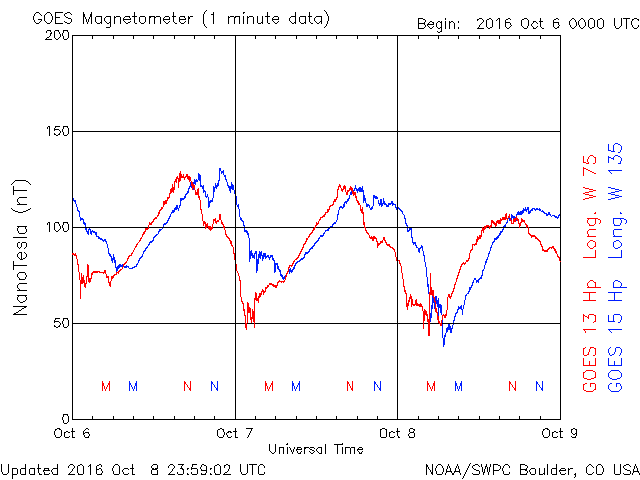 GOES Magnetometer (1 minute data)
Begin: 2016 Oct 6 0000 UTC
200
150
100
50
0
NanoTesla (nT)
M M N N M M N N M M N N
Oct 6 Oct 7 Oct 8 Oct 9
Universal Time
GOES 13 Hp Long. W 75
GOES 15 Hp Long. W 135
Updated 2016 Oct 8 23:59:02 UTC
NOAA/SWPC Boulder, CO USA